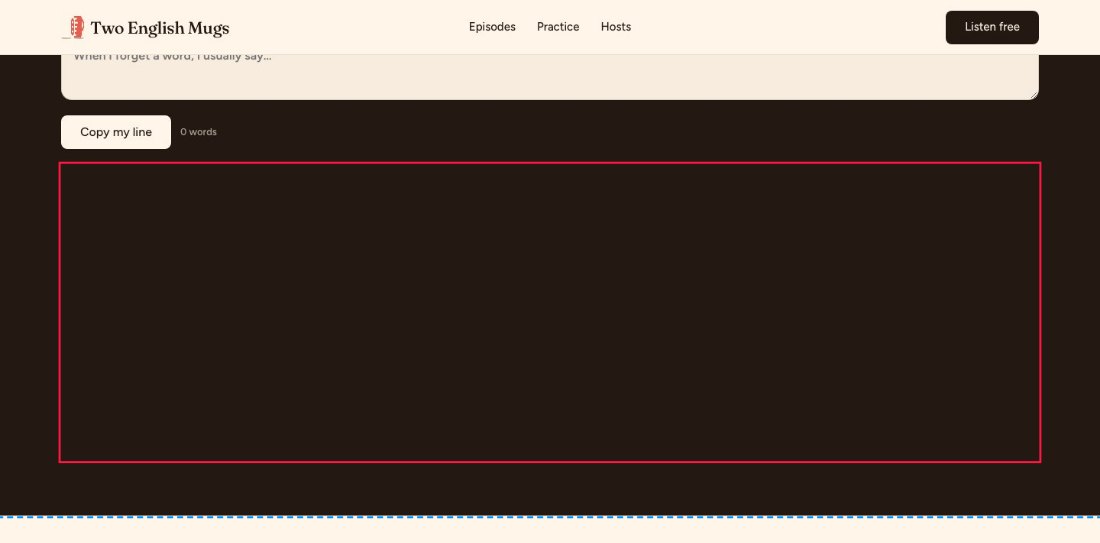 Two English Mugs
Episodes
Practice
Hosts
Listen free
When I forget a word, I usually say...
Copy my line
0 words